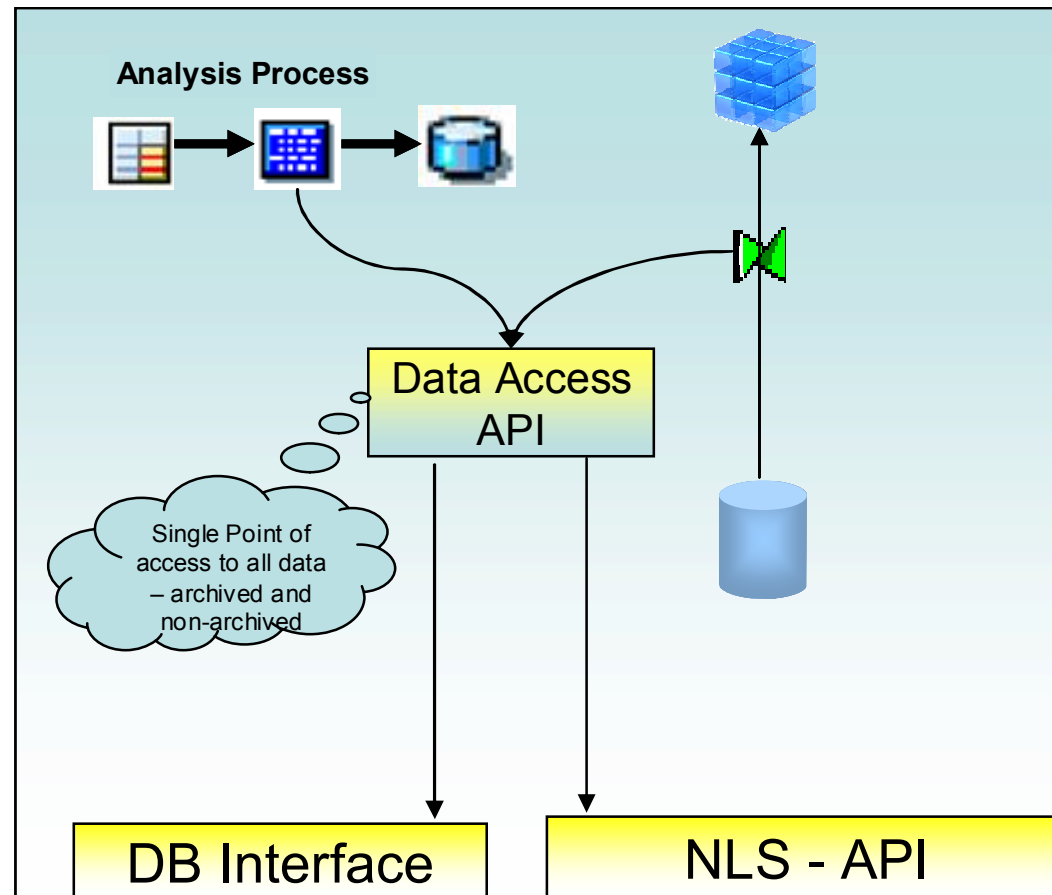 Analysis Process
Data Access
API
Single Point of
access to all data
– archived and
non-archived
DB Interface
NLS - API